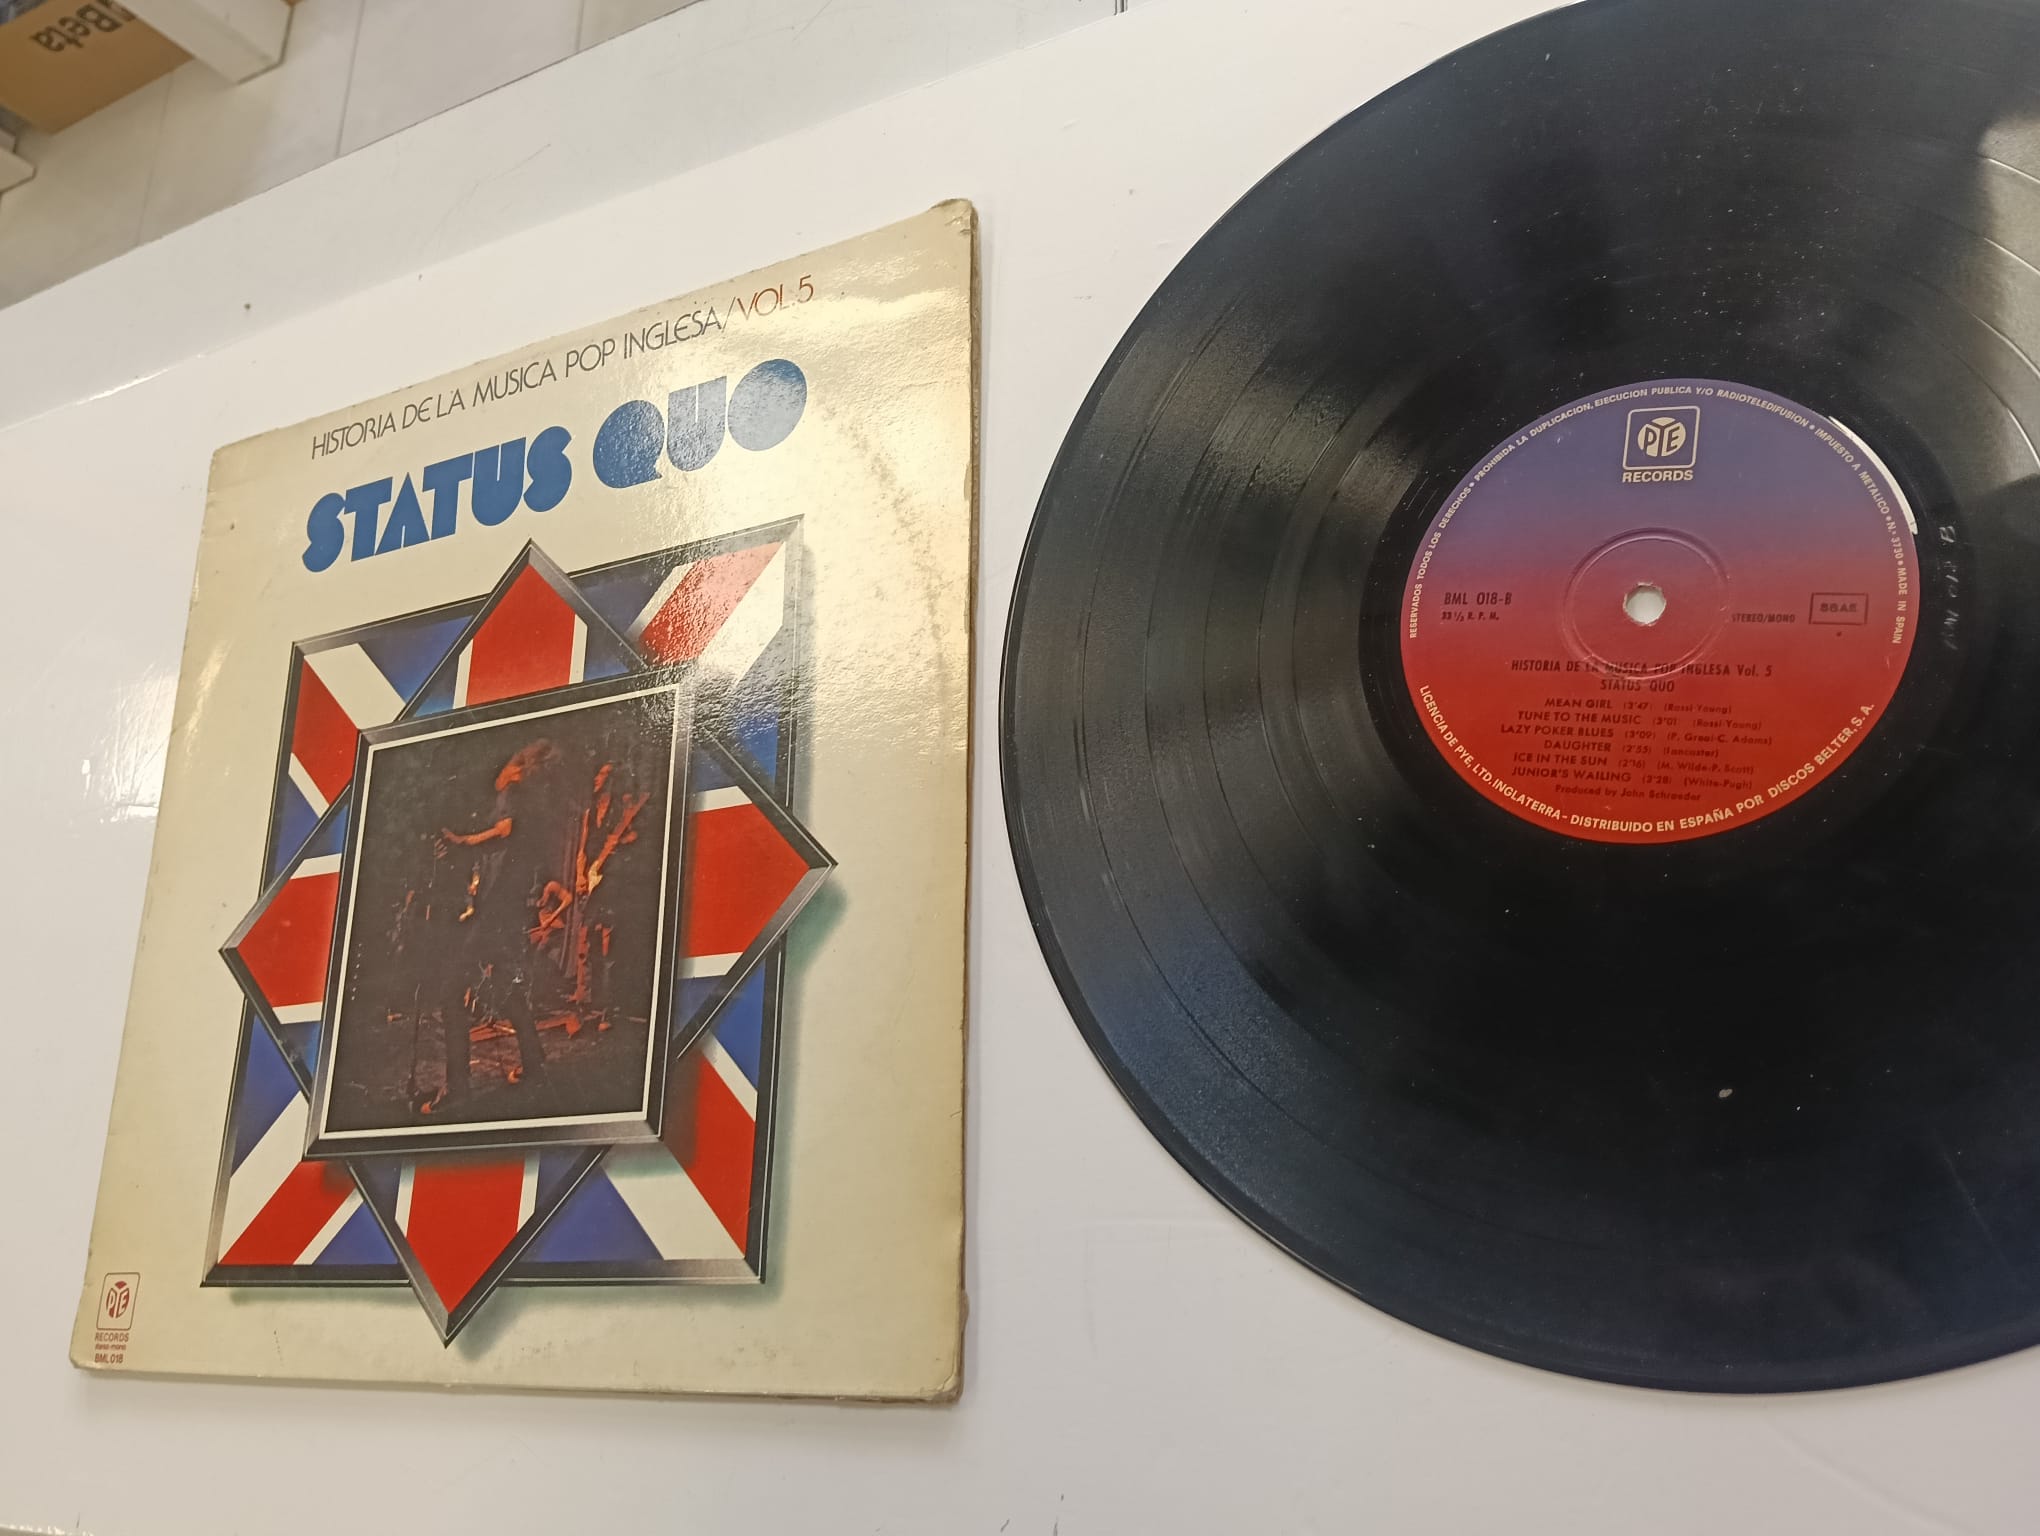 Beta
HISTORIA DE LA MUSICA POP INGLESA/VOL.5
STATUS QUO
PYE
RECORDS
stereo-mono
BML 018
RESERVADOS TODOS LOS DERECHOS • PROHIBIDA LA DUPLICACION, EJECUCION PUBLICA Y/O RADIOTELEDIFUSION • IMPUESTO A METALICO • N.º 3730 • MADE IN SPAIN
PYE
RECORDS
BML 018-B
33 ⅓ R. P. M.
STEREO/MONO
SGAE
HISTORIA DE LA MUSICA POP INGLESA Vol. 5
STATUS QUO
MEAN GIRL (3'47) (Rossi-Young)
TUNE TO THE MUSIC (3'01) (Rossi-Young)
LAZY POKER BLUES (3'09) (P. Green-C. Adams)
DAUGHTER (2'55) (Lancaster)
ICE IN THE SUN (2'16) (M. Wilde-P. Scott)
JUNIOR'S WAILING (3'28) (White-Pugh)
Produced by John Schroeder
LICENCIA DE PYE, LTD, INGLATERRA - DISTRIBUIDO EN ESPAÑA POR DISCOS BELTER, S. A.